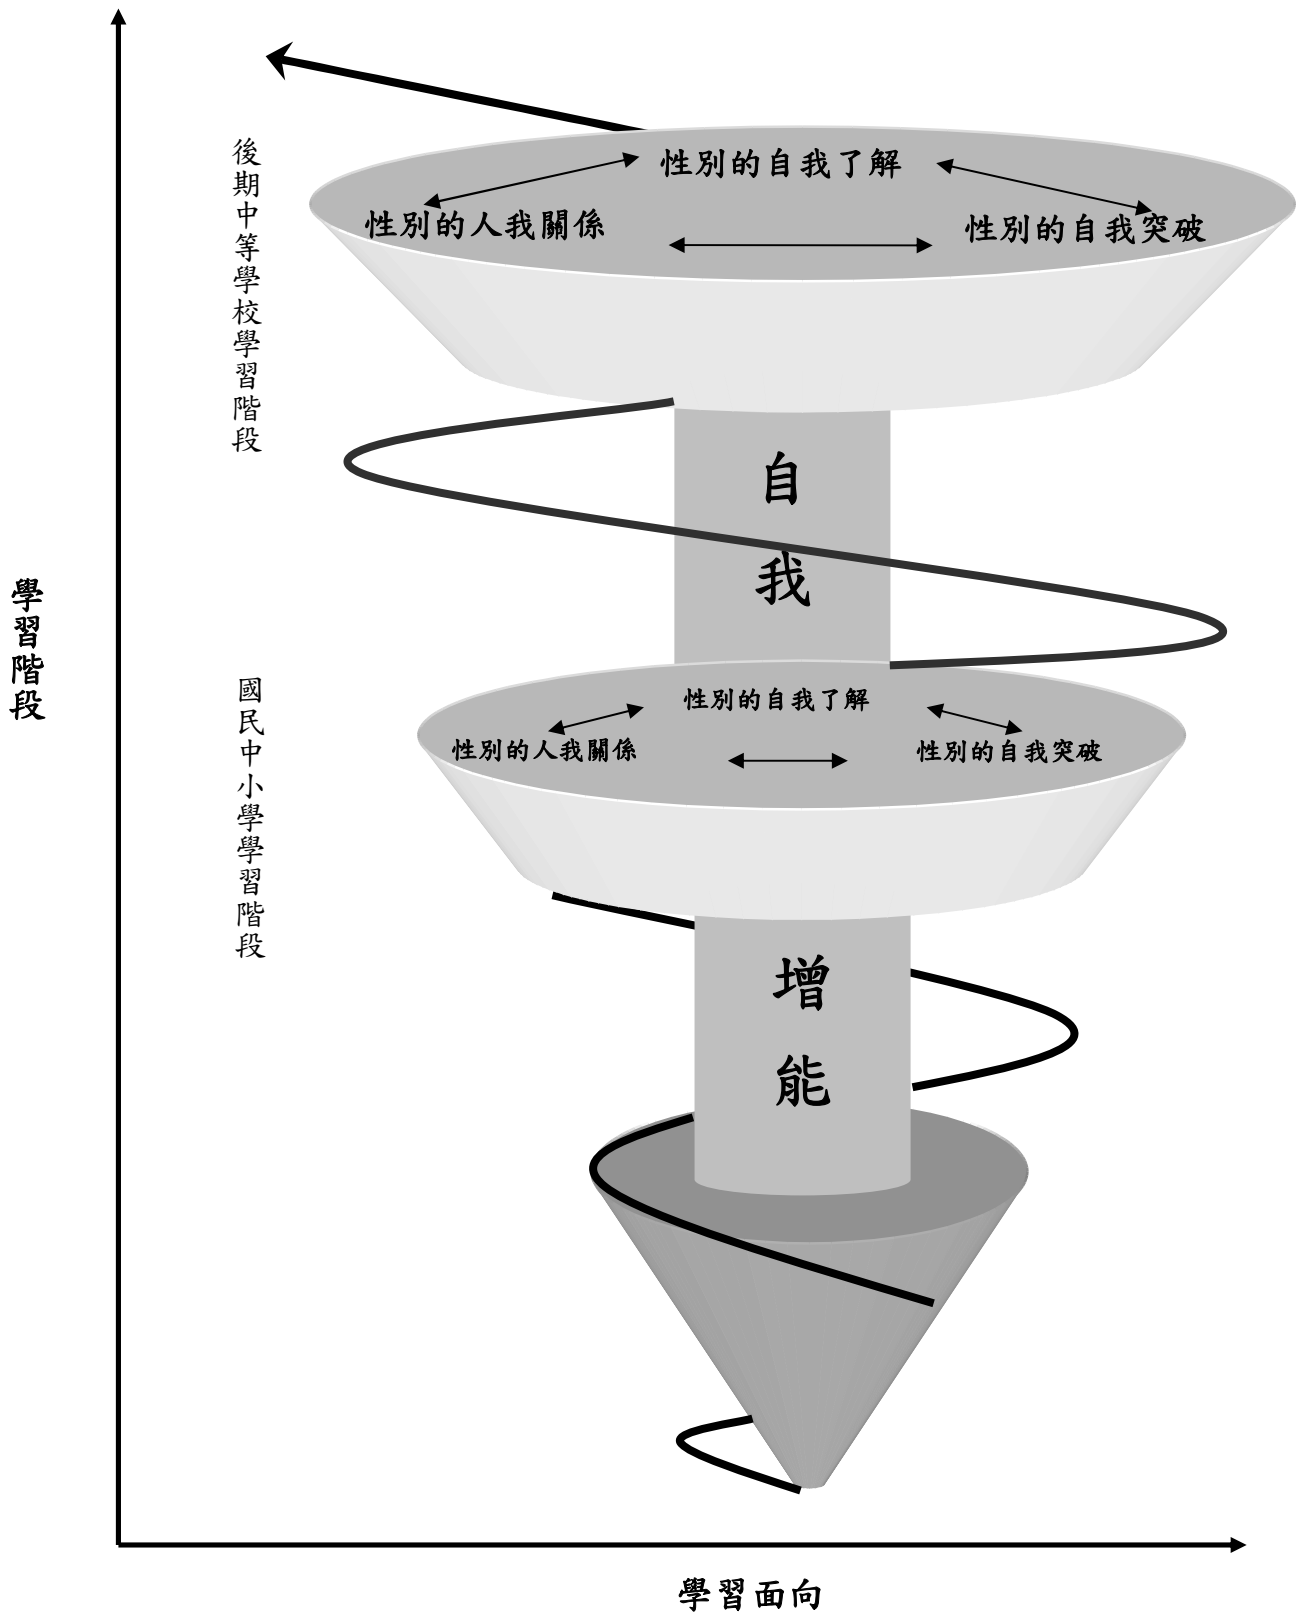 後期中等學校學習階段
性別的自我了解
性別的人我關係
性別的自我突破
自
我
學習階段
國民中小學學習階段
性別的自我了解
性別的人我關係
性別的自我突破
增
能
學習面向